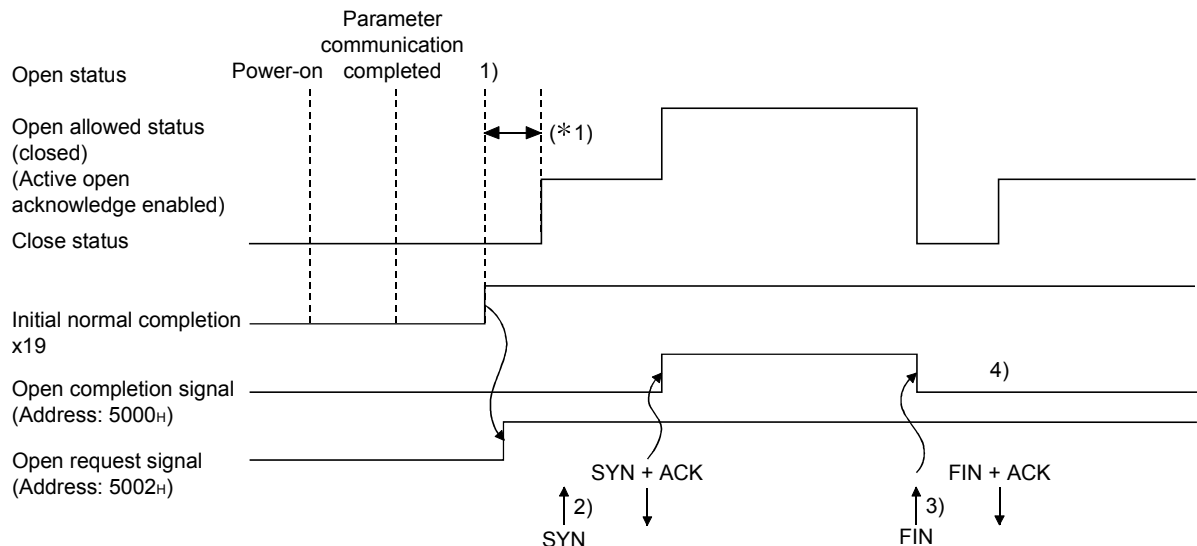 Parameter
communication
Open status Power-on completed 1)
Open allowed status
(closed)
(Active open
acknowledge enabled)
(*1)
Close status
Initial normal completion
x19
Open completion signal
(Address: 5000H)
4)
Open request signal
(Address: 5002H)
SYN + ACK FIN + ACK
2) 3)
SYN FIN